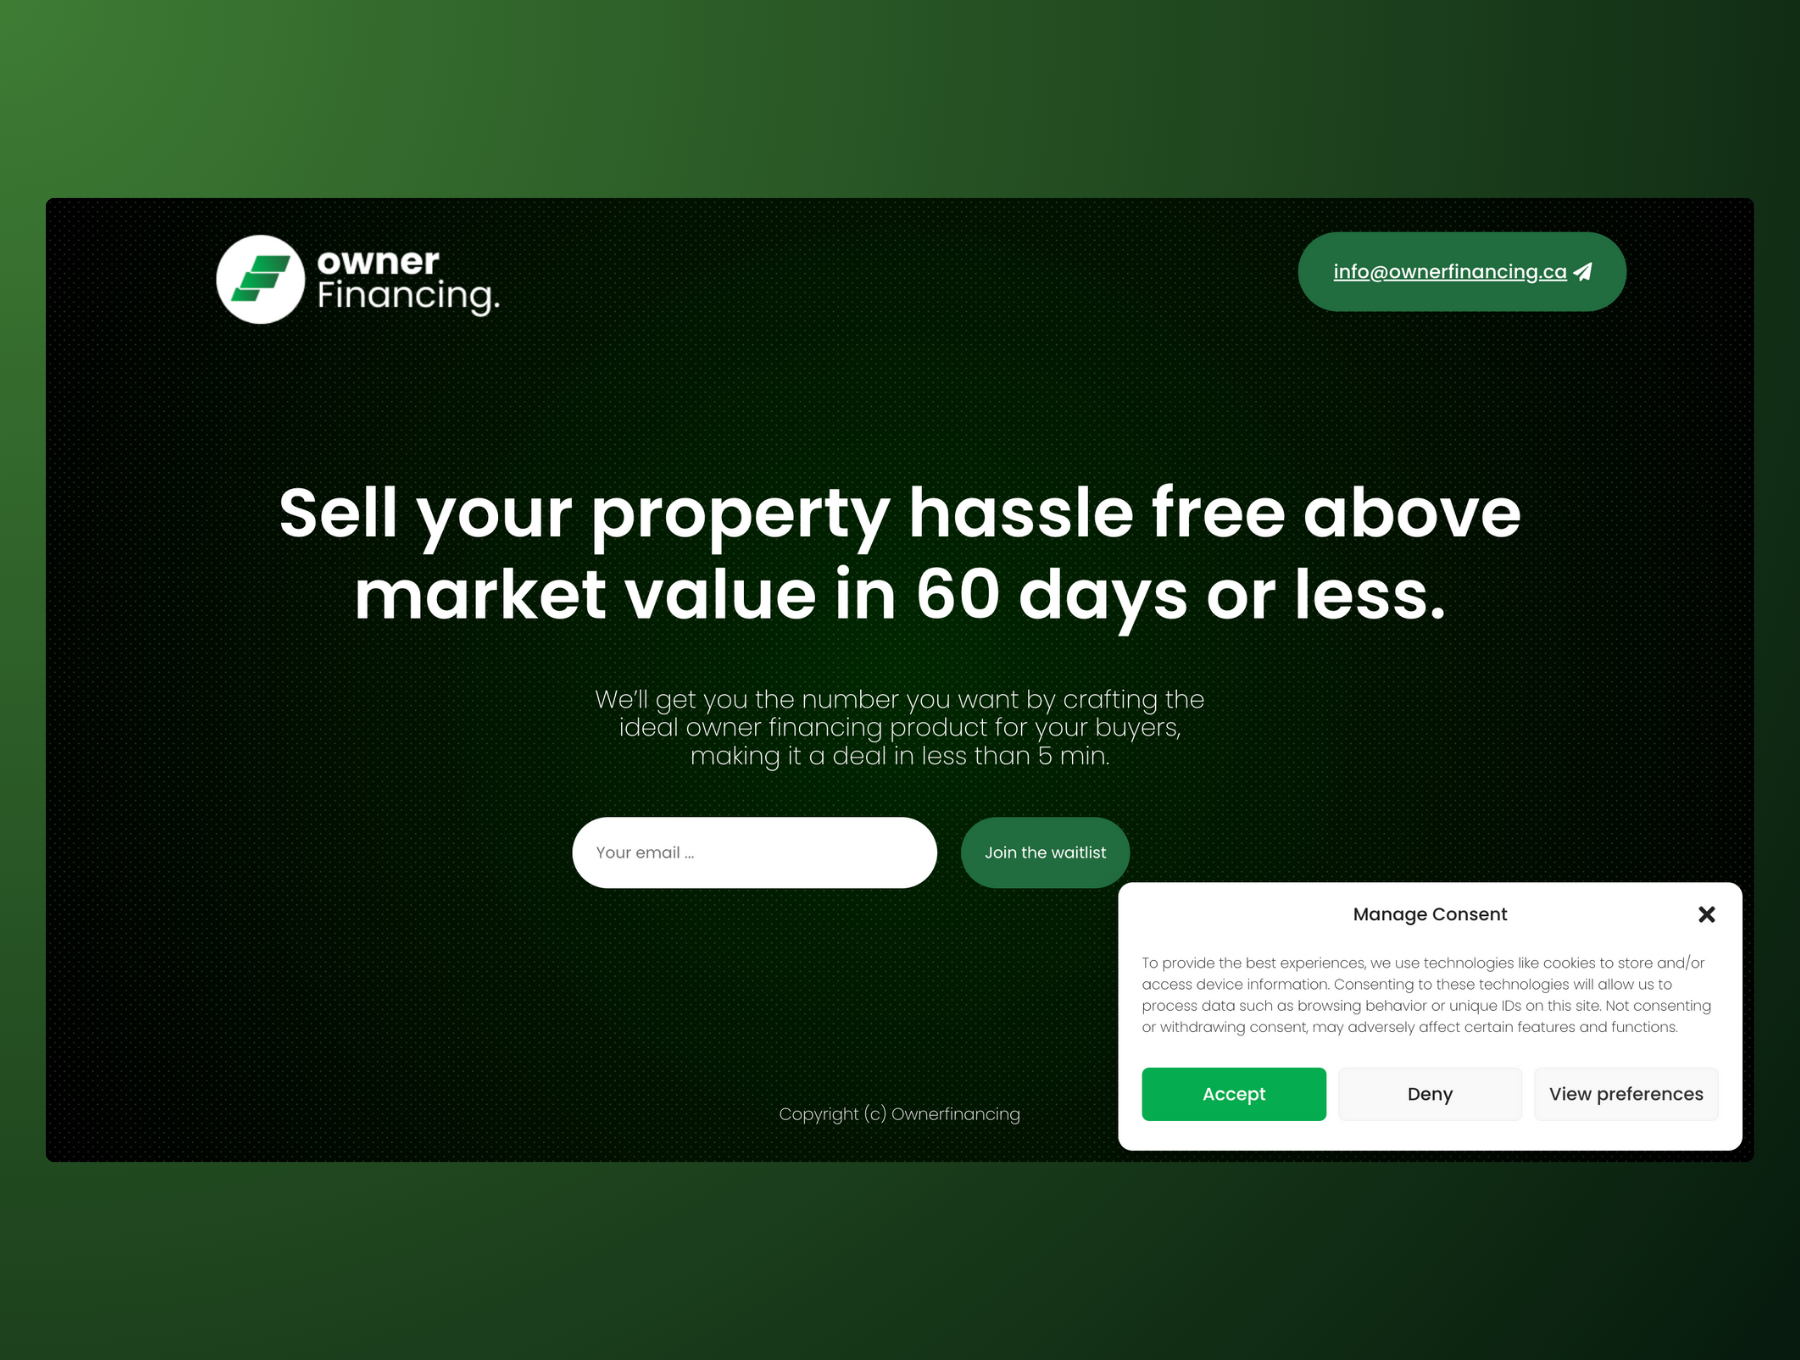 owner
Financing.
info@ownerfinancing.ca
Sell your property hassle free above
market value in 60 days or less.
We'll get you the number you want by crafting the
ideal owner financing product for your buyers,
making it a deal in less than 5 min.
Your email ...
Join the waitlist
Manage Consent
To provide the best experiences, we use technologies like cookies to store and/or
access device information. Consenting to these technologies will allow us to
process data such as browsing behavior or unique IDs on this site. Not consenting
or withdrawing consent, may adversely affect certain features and functions.
Accept
Deny
View preferences
Copyright (c) Ownerfinancing